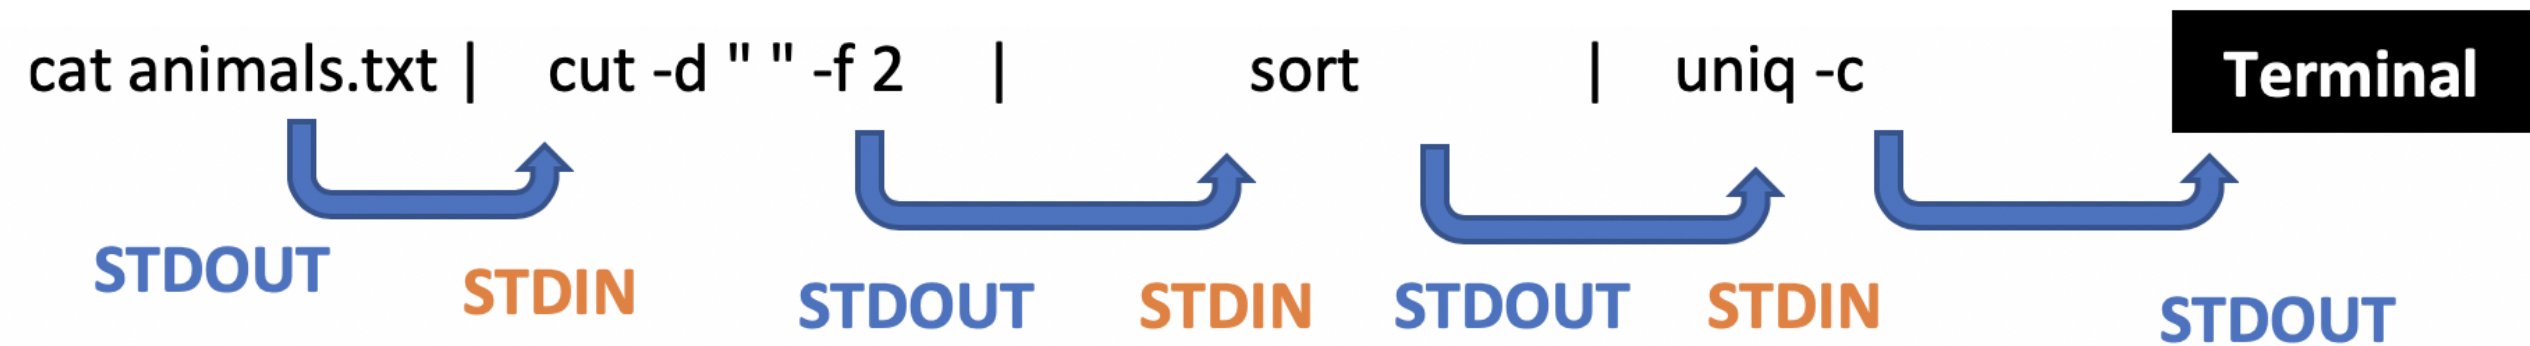 cat animals.txt | cut -d " " -f 2 | sort | uniq -c Terminal
STDOUT STDIN STDOUT STDIN STDOUT STDIN STDOUT